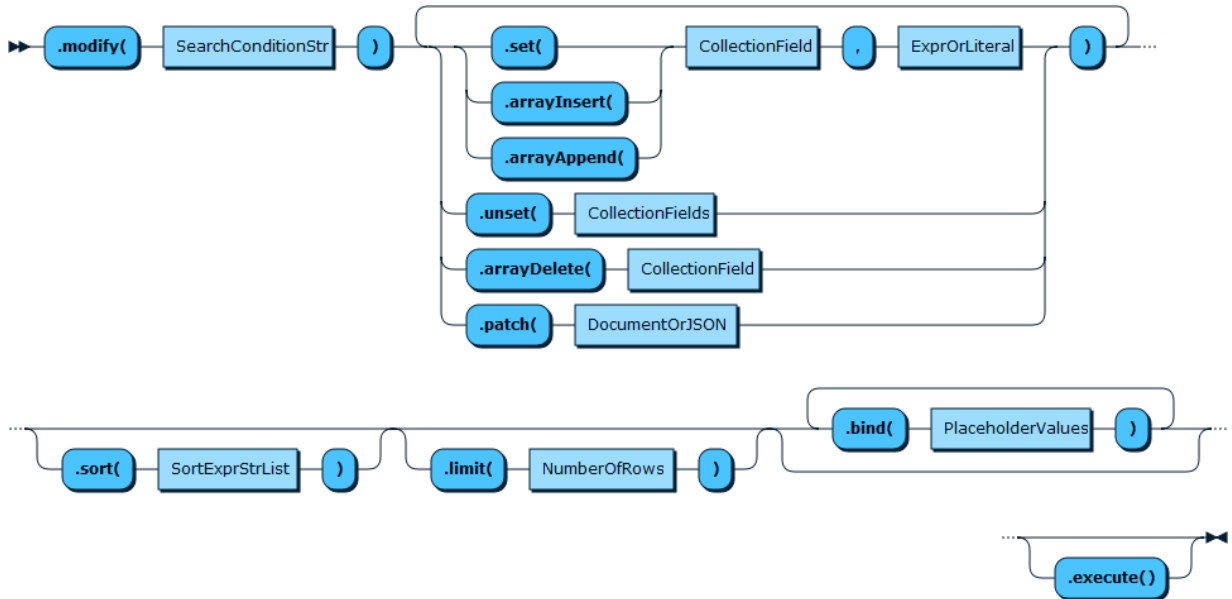 .modify( SearchConditionStr ) .set( CollectionField , ExprOrLiteral )
.arrayInsert(
.arrayAppend(
.unset( CollectionFields
.arrayDelete( CollectionField
.patch( DocumentOrJSON
.bind( PlaceholderValues )
.sort( SortExprStrList ) .limit( NumberOfRows )
.execute()